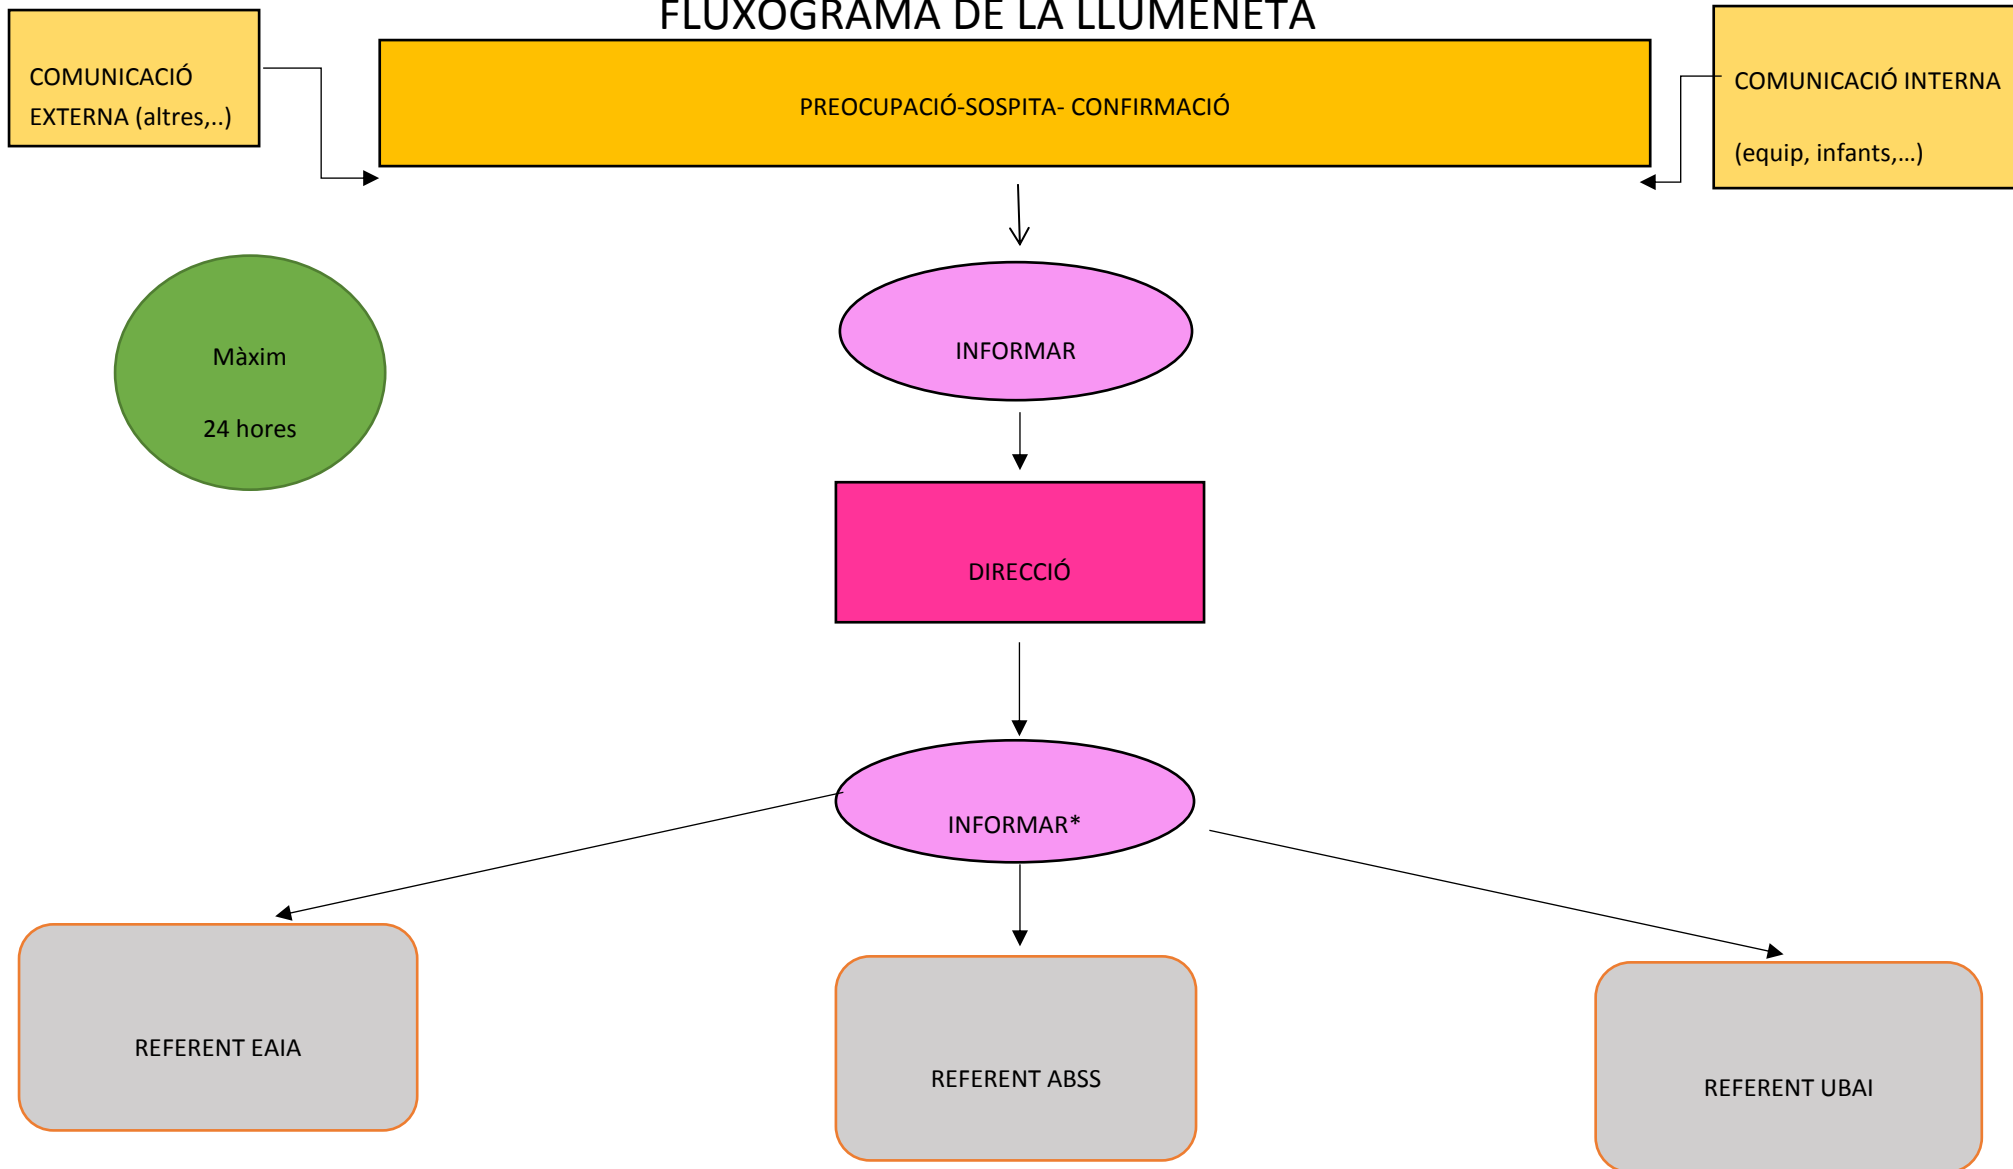 FLUXOGRAMA DE LA LLUMENETA
COMUNICACIÓ
EXTERNA (altres,..)
PREOCUPACIÓ-SOSPITA- CONFIRMACIÓ
COMUNICACIÓ INTERNA
(equip, infants,...)
Màxim
24 hores
INFORMAR
DIRECCIÓ
INFORMAR*
REFERENT EAIA
REFERENT ABSS
REFERENT UBAI